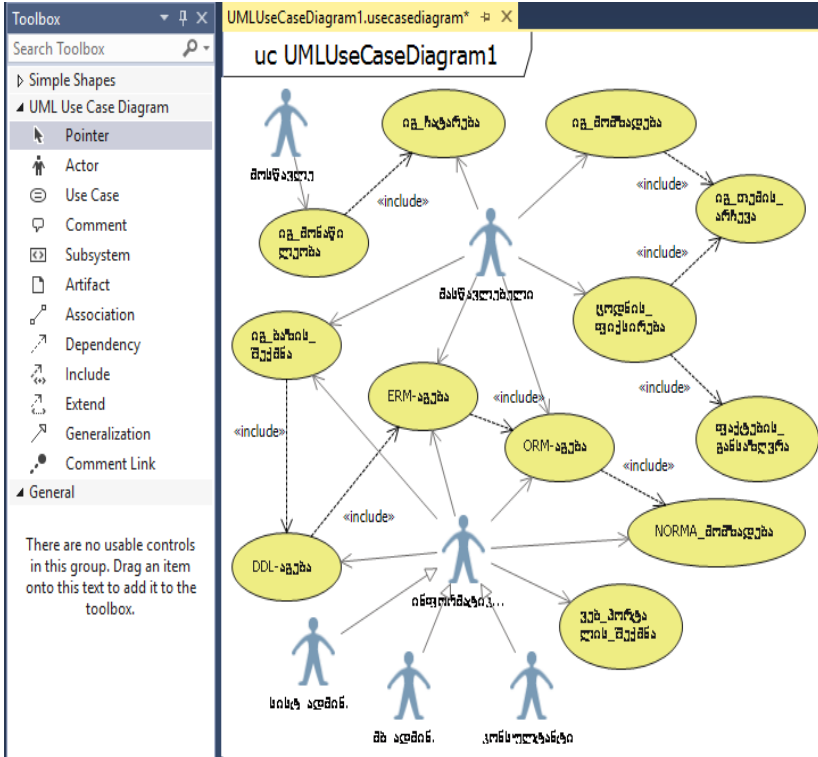 Toolbox
UMLUseCaseDiagram1.usecasediagram*
Search Toolbox
Simple Shapes
UML Use Case Diagram
Pointer
Actor
Use Case
Comment
Subsystem
Artifact
Association
Dependency
Include
Extend
Generalization
Comment Link
General
There are no usable controls
in this group. Drag an item
onto this text to add it to the
toolbox.
uc UMLUseCaseDiagram1
მოსწავლე
იგ_ჩატარება
იგ_მომზადება
«include»
«include»
იგ_თემის_
არჩევა
იგ_მონაწი
ლეობა
«include»
მასწავლებელი
ცოდნის_
ფიქსირება
იგ_ბაზის_
შექმნა
ERM-აგება
«include»
«include»
«include»
ORM-აგება
ფაქტების_
განსაზღვრა
«include»
«include»
NORMA_მომზადება
DDL-აგება
ინფორმატიკ...
ვებ_პორტა
ლის_შექმნა
სისტ ადმინ.
მბ ადმინ.
კონსულტანტი